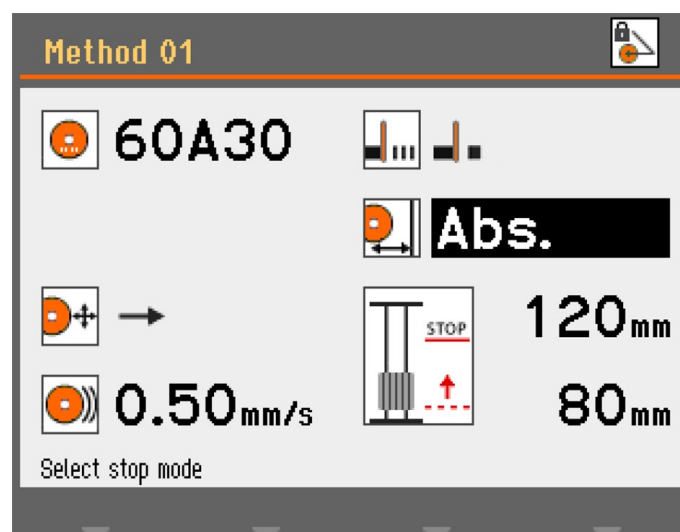 Method 01
60A30
Abs.
STOP
120mm
0.50mm/s
80mm
Select stop mode